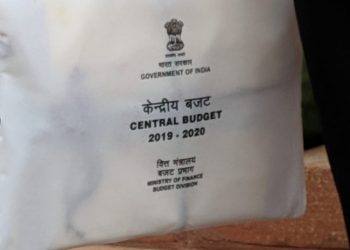 भारत सरकार
GOVERNMENT OF INDIA
केन्द्रीय बजट
CENTRAL BUDGET
2019 - 2020
वित्त मंत्रालय
बजट प्रभाग
MINISTRY OF FINANCE
BUDGET DIVISION